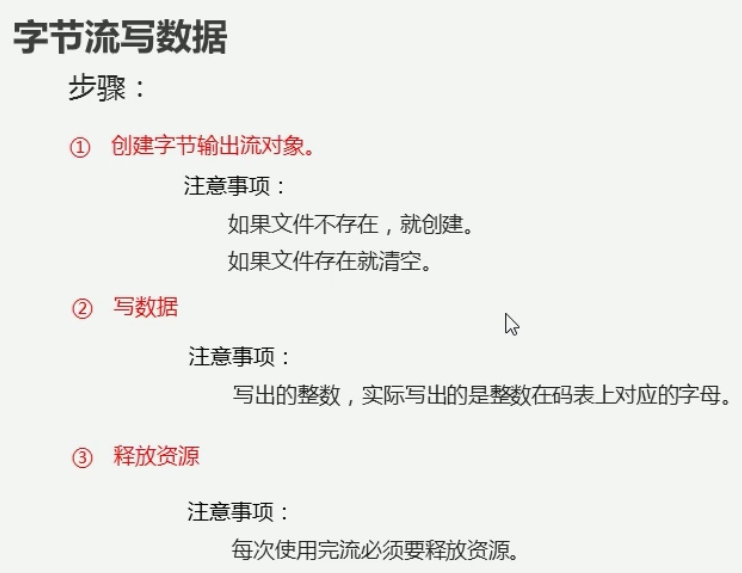 字节流写数据
步骤：
① 创建字节输出流对象。
注意事项：
如果文件不存在，就创建。
如果文件存在就清空。
② 写数据
注意事项：
写出的整数，实际写出的是整数在码表上对应的字母。
③ 释放资源
注意事项：
每次使用完流必须要释放资源。